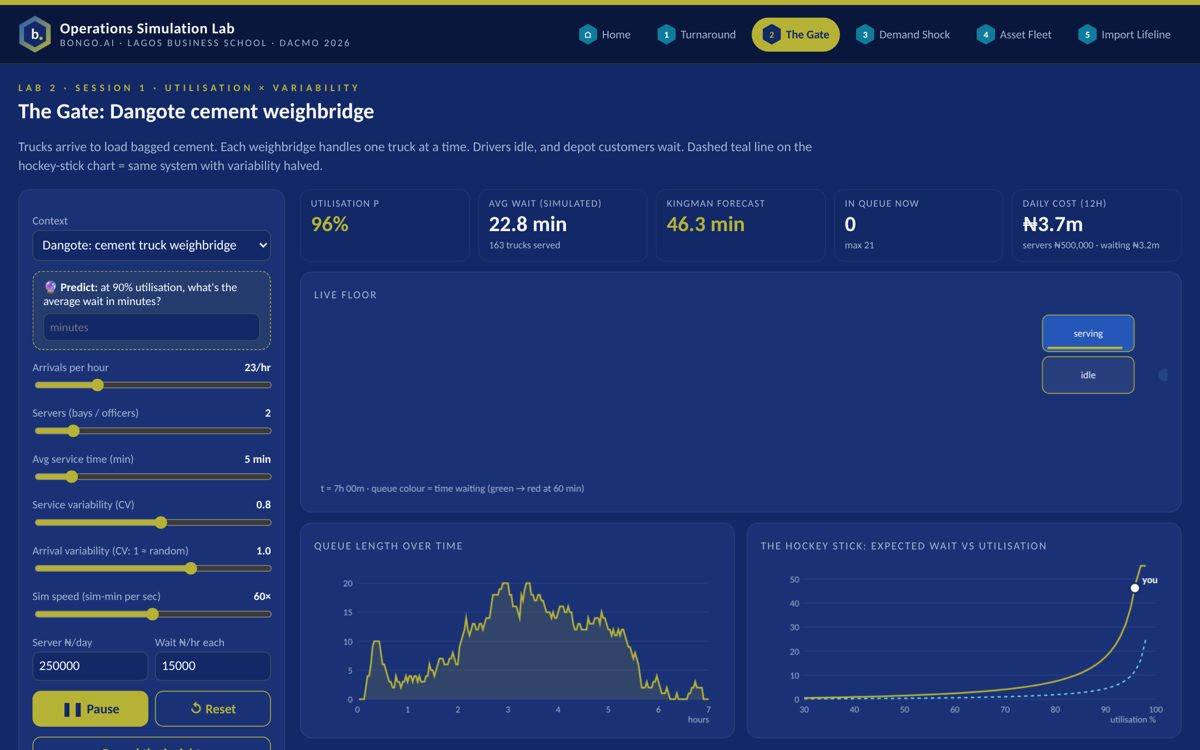 b.
Operations Simulation Lab
BONGO.AI · LAGOS BUSINESS SCHOOL · DACMO 2026
Home
1 Turnaround
2 The Gate
3 Demand Shock
4 Asset Fleet
5 Import Lifeline
LAB 2 · SESSION 1 · UTILISATION × VARIABILITY
The Gate: Dangote cement weighbridge
Trucks arrive to load bagged cement. Each weighbridge handles one truck at a time. Drivers idle, and depot customers wait. Dashed teal line on the
hockey-stick chart = same system with variability halved.
Context
Dangote: cement truck weighbridge
🔮 Predict: at 90% utilisation, what's the
average wait in minutes?
minutes
Arrivals per hour 23/hr
Servers (bays / officers) 2
Avg service time (min) 5 min
Service variability (CV) 0.8
Arrival variability (CV: 1 = random) 1.0
Sim speed (sim-min per sec) 60×
Server ₦/day Wait ₦/hr each
250000 15000
❚❚ Pause ↺ Reset
UTILISATION Ρ
96%
AVG WAIT (SIMULATED)
22.8 min
163 trucks served
KINGMAN FORECAST
46.3 min
IN QUEUE NOW
0
max 21
DAILY COST (12H)
₦3.7m
servers ₦500,000 · waiting ₦3.2m
LIVE FLOOR
serving
idle
t = 7h 00m · queue colour = time waiting (green → red at 60 min)
QUEUE LENGTH OVER TIME
20
15
10
5
0
0 1 2 3 4 5 6 7
hours
THE HOCKEY STICK: EXPECTED WAIT VS UTILISATION
you
50
40
30
20
10
0
30 40 50 60 70 80 90 100
utilisation %